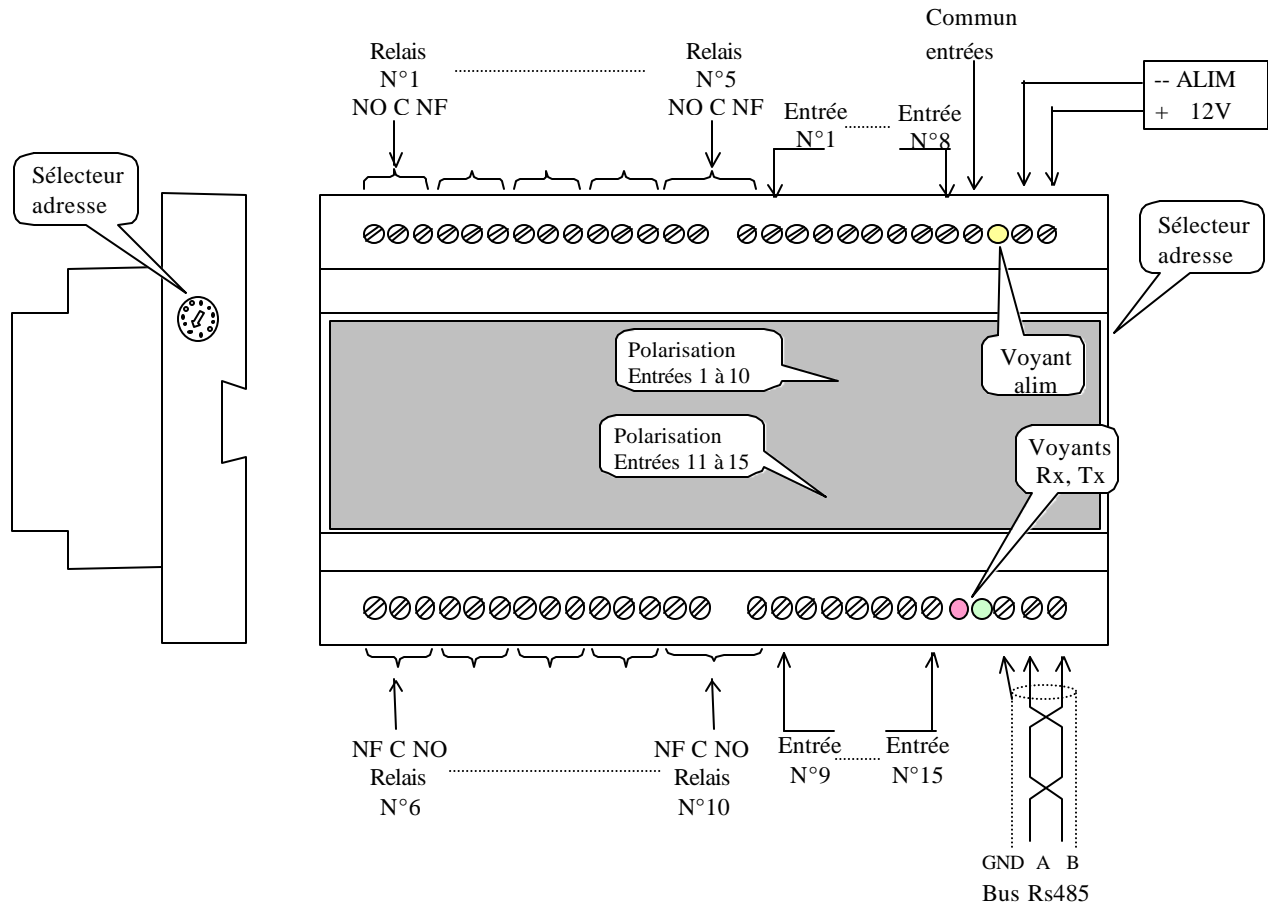 Commun
entrées
Relais
N°1
NO C NF
Relais
N°5
NO C NF
Entrée
N°1
Entrée
N°8
-- ALIM
+ 12V
Sélecteur
adresse
Sélecteur
adresse
Polarisation
Entrées 1 à 10
Voyant
alim
Polarisation
Entrées 11 à 15
Voyants
Rx, Tx
NF C NO
Relais
N°6
NF C NO
Relais
N°10
Entrée
N°9
Entrée
N°15
GND A B
Bus Rs485